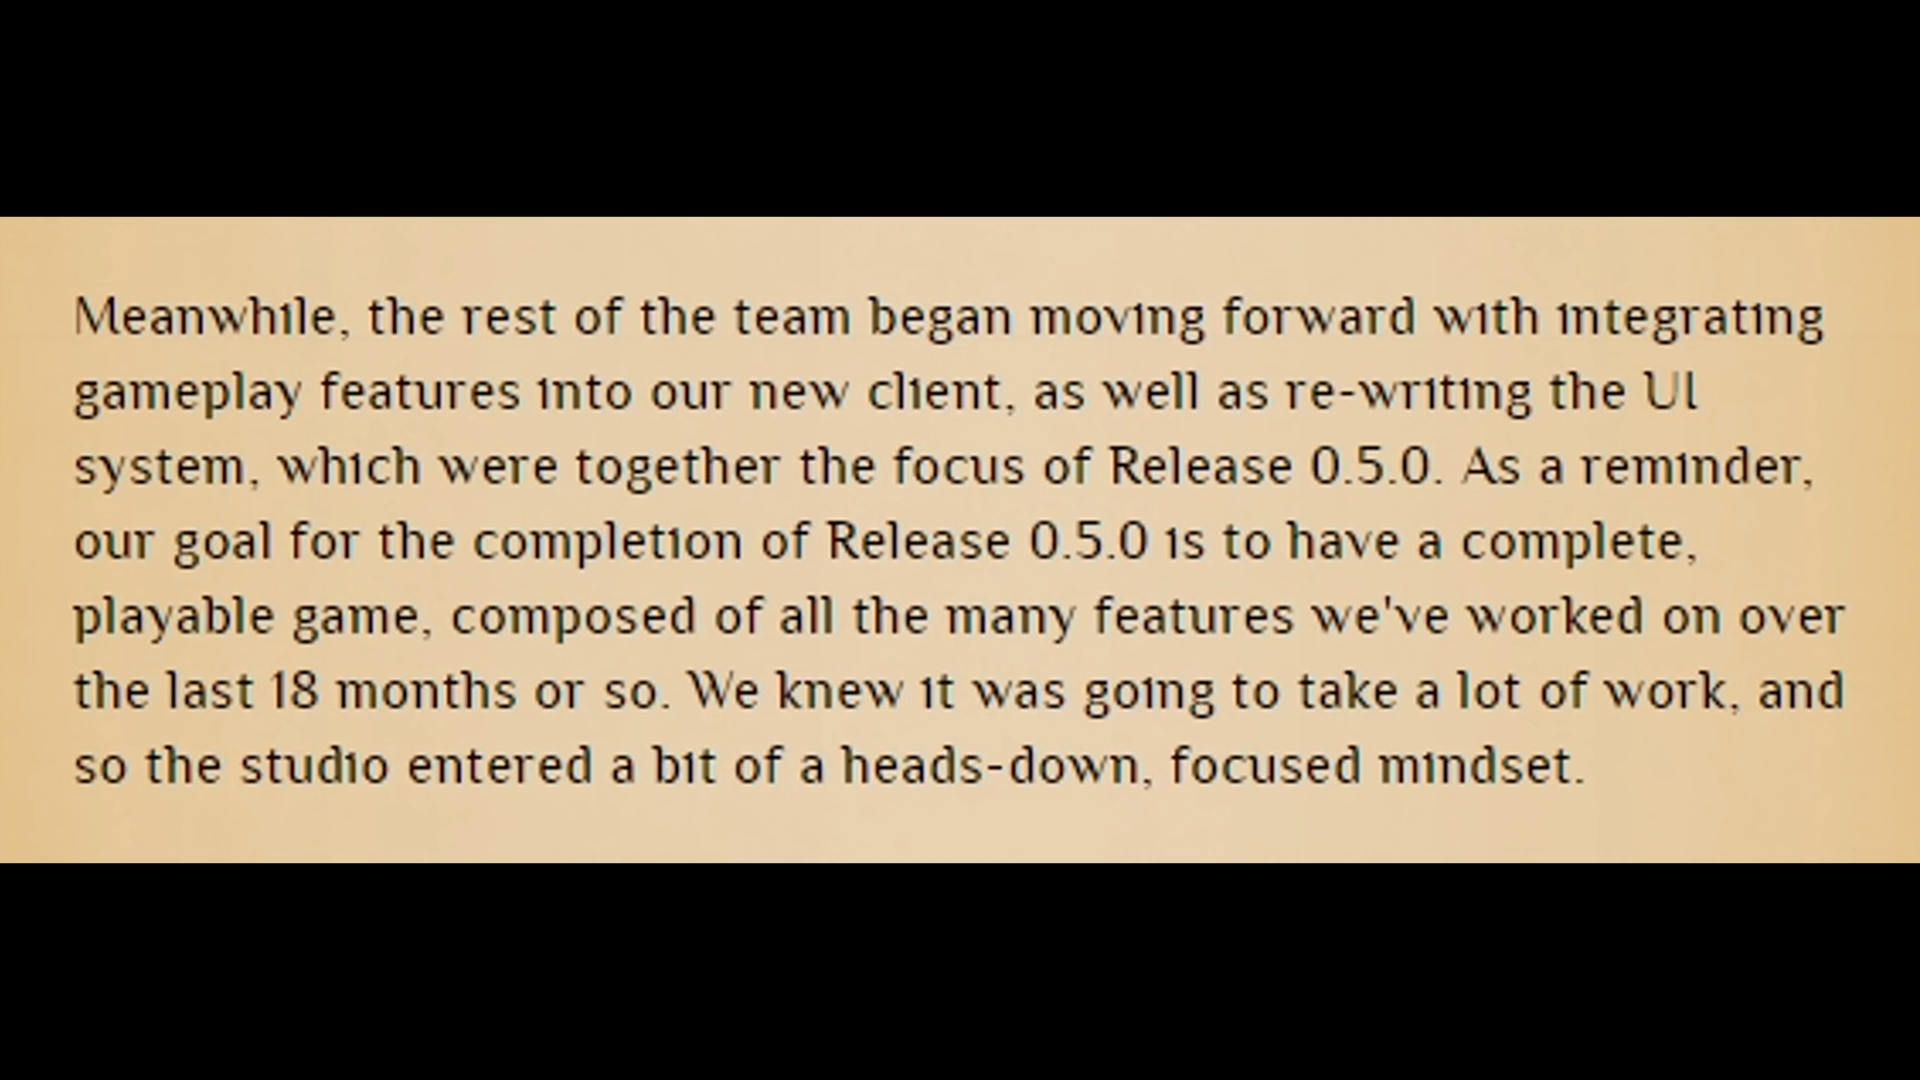 Meanwhile, the rest of the team began moving forward with integrating
gameplay features into our new client, as well as re-writing the UI
system, which were together the focus of Release 0.5.0. As a reminder,
our goal for the completion of Release 0.5.0 is to have a complete,
playable game, composed of all the many features we've worked on over
the last 18 months or so. We knew it was going to take a lot of work, and
so the studio entered a bit of a heads-down, focused mindset.